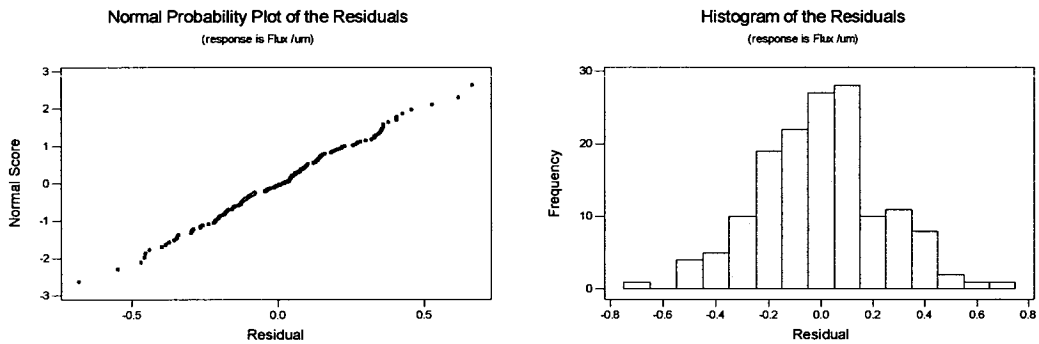 Normal Probability Plot of the Residuals
(response is Flux /um)
3
2
1
0
-1
-2
-3
Normal Score
-0.5
0.0
0.5
Residual
Histogram of the Residuals
(response is Flux /um)
30
20
10
0
Frequency
-0.8
-0.6
-0.4
-0.2
0.0
0.2
0.4
0.6
0.8
Residual